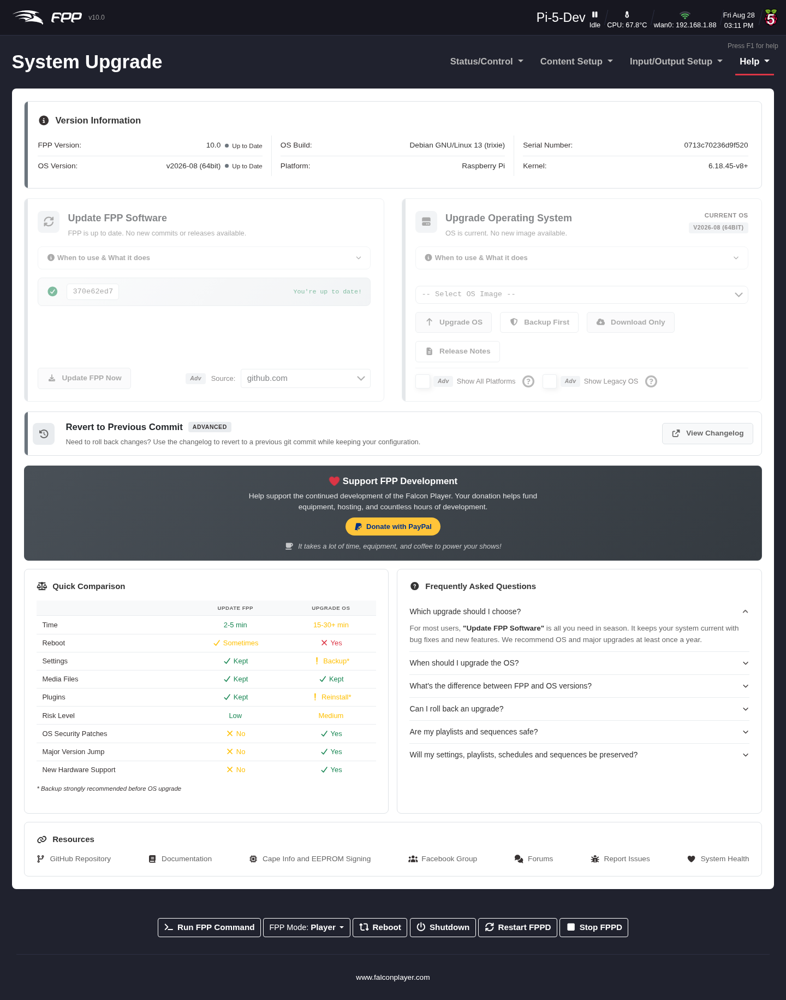 FPP v10.0
Pi-5-Dev
Idle
CPU: 67.8°C
wlan0: 192.168.1.88
Fri Aug 28
03:11 PM
5
Press F1 for help
System Upgrade
Status/Control
Content Setup
Input/Output Setup
Help
Version Information
FPP Version: 10.0 Up to Date
OS Version: v2026-08 (64bit) Up to Date
OS Build: Debian GNU/Linux 13 (trixie)
Platform: Raspberry Pi
Serial Number: 0713c70236d9f520
Kernel: 6.18.45-v8+
Update FPP Software
FPP is up to date. No new commits or releases available.
When to use & What it does
370e62ed7 You're up to date!
Update FPP Now
Adv Source: github.com
Upgrade Operating System
OS is current. No new image available.
CURRENT OS
V2026-08 (64BIT)
When to use & What it does
-- Select OS Image --
Upgrade OS
Backup First
Download Only
Release Notes
Adv Show All Platforms ?
Adv Show Legacy OS ?
Revert to Previous Commit ADVANCED
Need to roll back changes? Use the changelog to revert to a previous git commit while keeping your configuration.
View Changelog
Support FPP Development
Help support the continued development of the Falcon Player. Your donation helps fund
equipment, hosting, and countless hours of development.
Donate with PayPal
It takes a lot of time, equipment, and coffee to power your shows!
Quick Comparison
UPDATE FPP UPGRADE OS
Time 2-5 min 15-30+ min
Reboot Sometimes Yes
Settings Kept Backup*
Media Files Kept Kept
Plugins Kept Reinstall*
Risk Level Low Medium
OS Security Patches No Yes
Major Version Jump No Yes
New Hardware Support No Yes
* Backup strongly recommended before OS upgrade
Frequently Asked Questions
Which upgrade should I choose?
For most users, "Update FPP Software" is all you need in season. It keeps your system current with
bug fixes and new features. We recommend OS and major upgrades at least once a year.
When should I upgrade the OS?
What's the difference between FPP and OS versions?
Can I roll back an upgrade?
Are my playlists and sequences safe?
Will my settings, playlists, schedules and sequences be preserved?
Resources
GitHub Repository
Documentation
Cape Info and EEPROM Signing
Facebook Group
Forums
Report Issues
System Health
Run FPP Command
FPP Mode: Player
Reboot
Shutdown
Restart FPPD
Stop FPPD
www.falconplayer.com